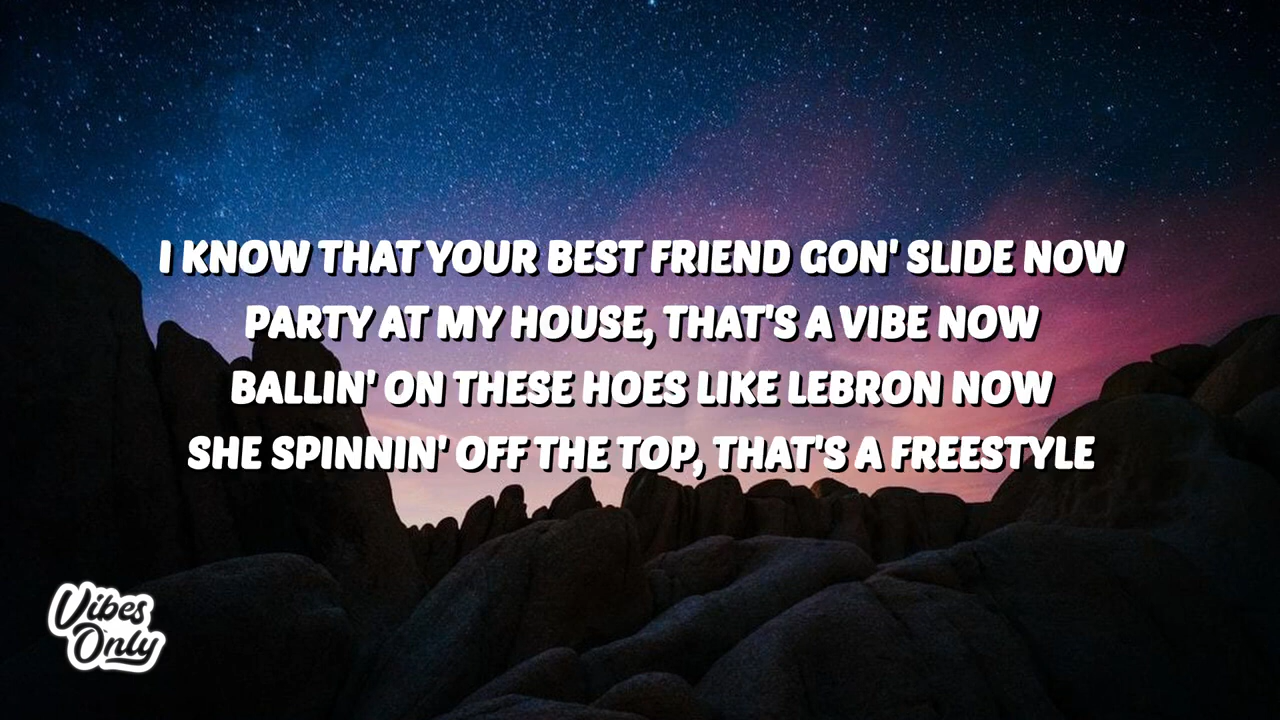 I KNOW THAT YOUR BEST FRIEND GON' SLIDE NOW
PARTY AT MY HOUSE, THAT'S A VIBE NOW
BALLIN' ON THESE HOES LIKE LEBRON NOW
SHE SPINNIN' OFF THE TOP, THAT'S A FREESTYLE
Vibes
Only